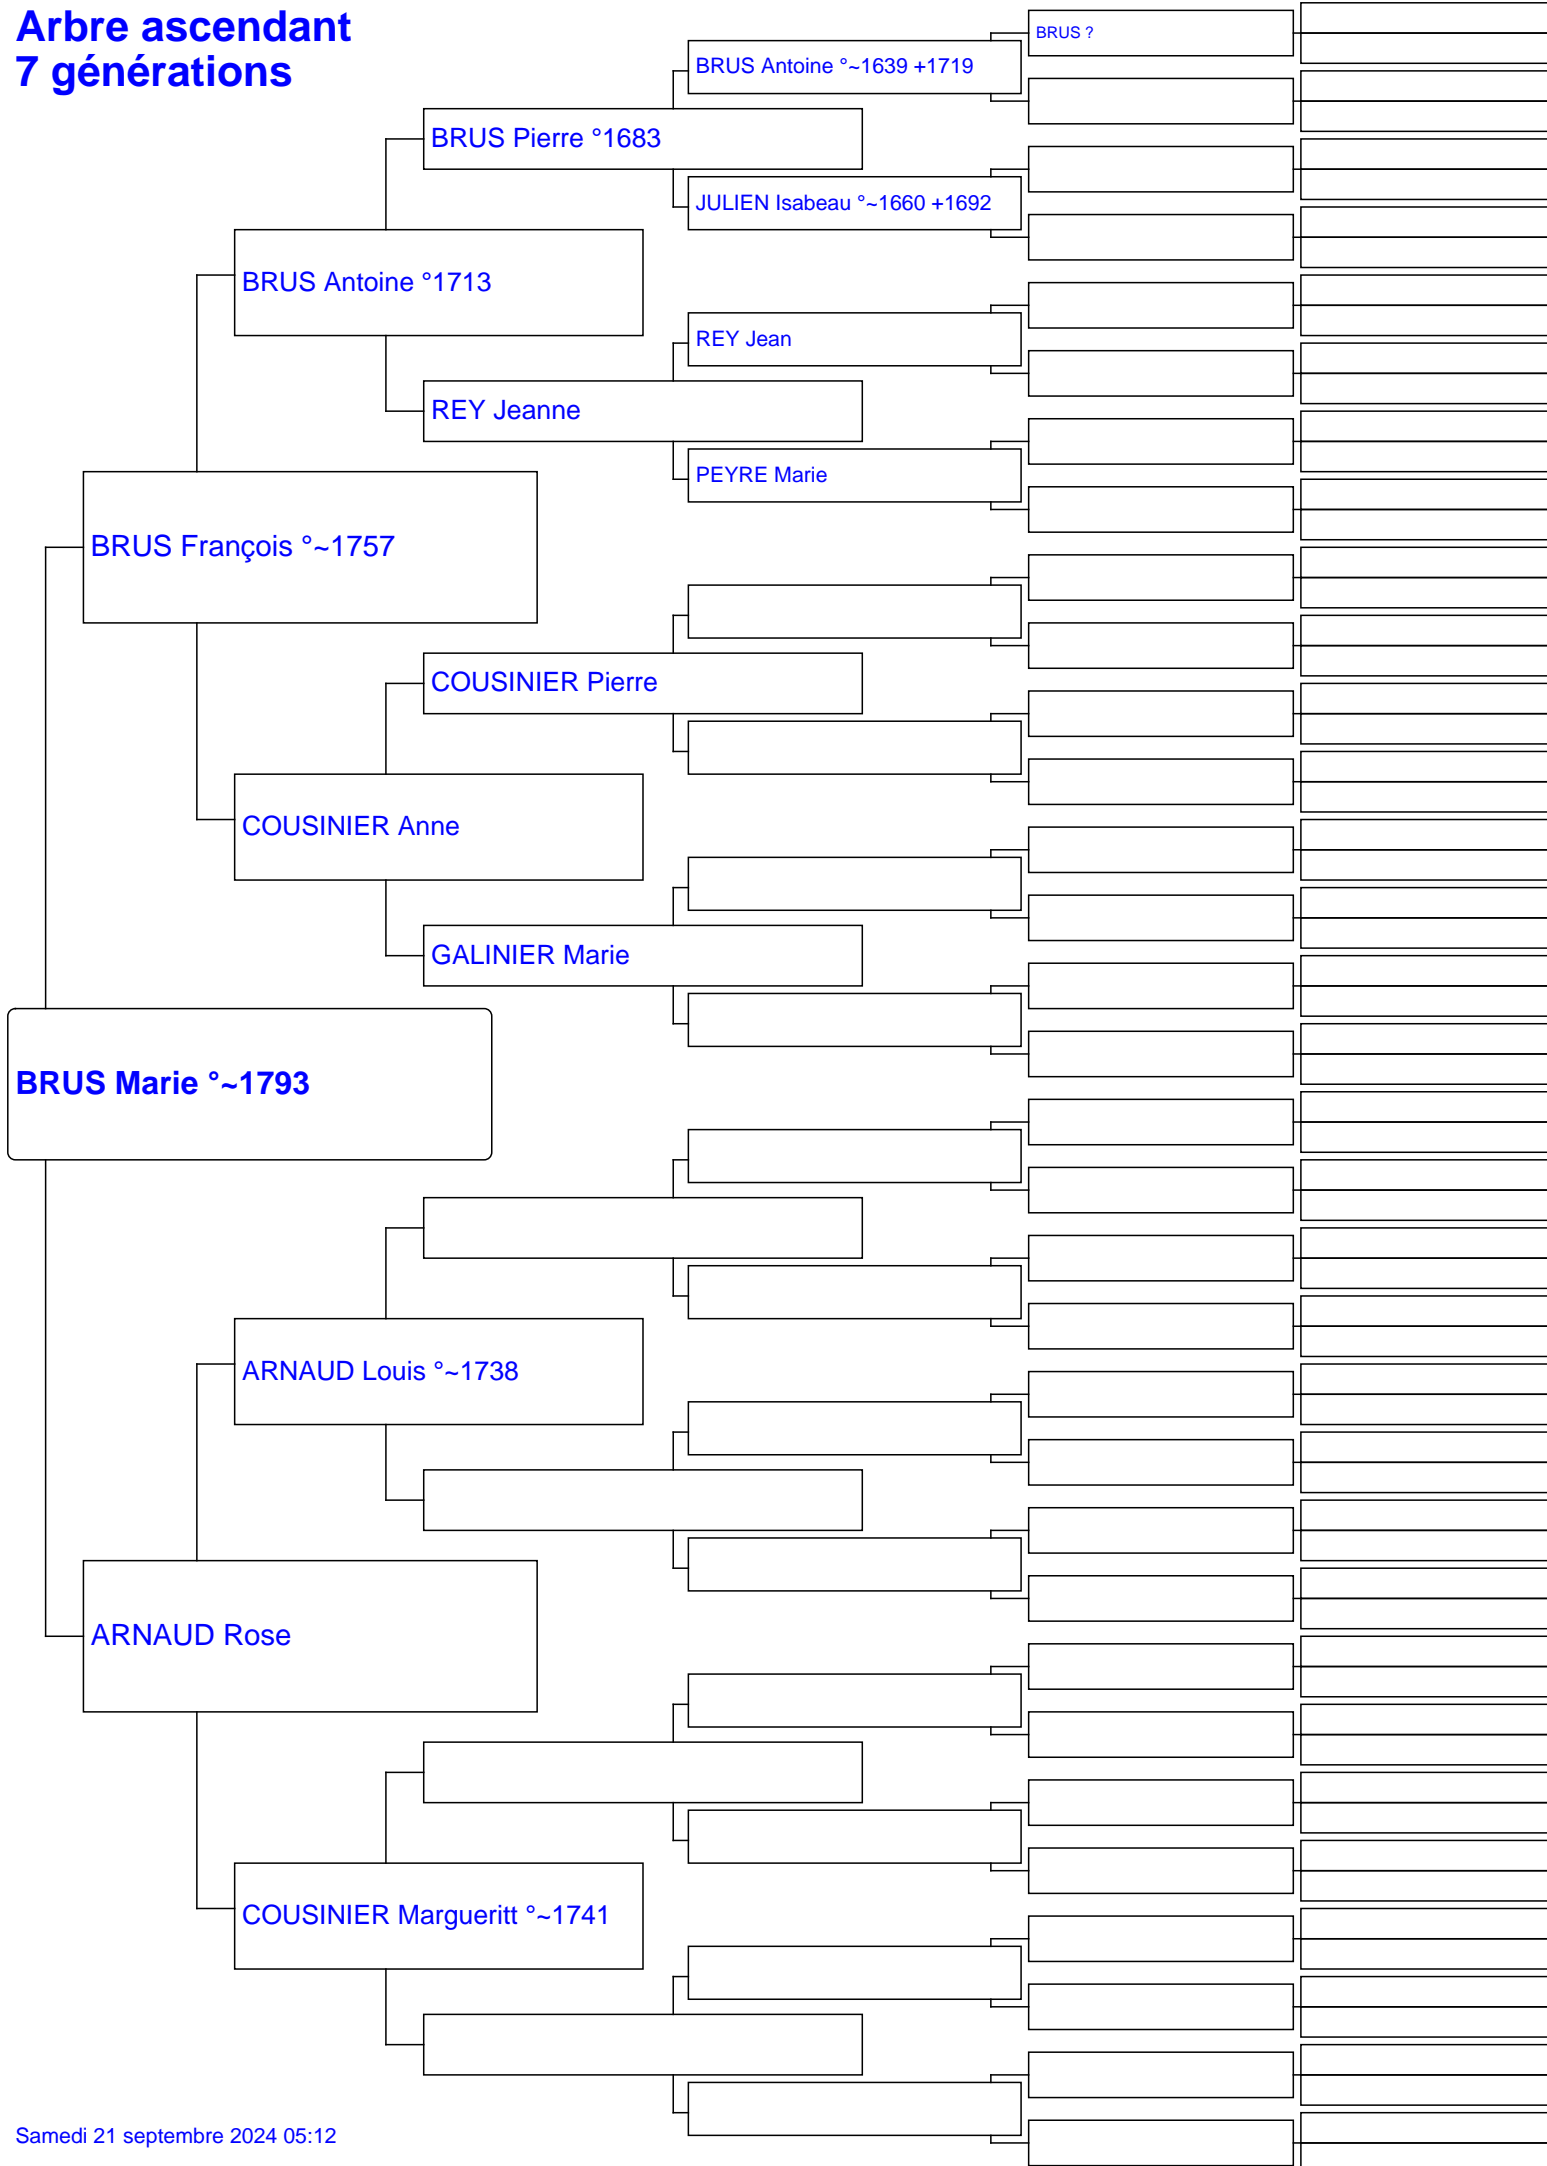 Arbre ascendant
7 générations
BRUS ?
BRUS Antoine °~1639 +1719
BRUS Pierre °1683
JULIEN Isabeau °~1660 +1692
BRUS Antoine °1713
REY Jean
REY Jeanne
PEYRE Marie
BRUS François °~1757
COUSINIER Pierre
COUSINIER Anne
GALINIER Marie
BRUS Marie °~1793
ARNAUD Louis °~1738
ARNAUD Rose
COUSINIER Margueritt °~1741
Samedi 21 septembre 2024 05:12